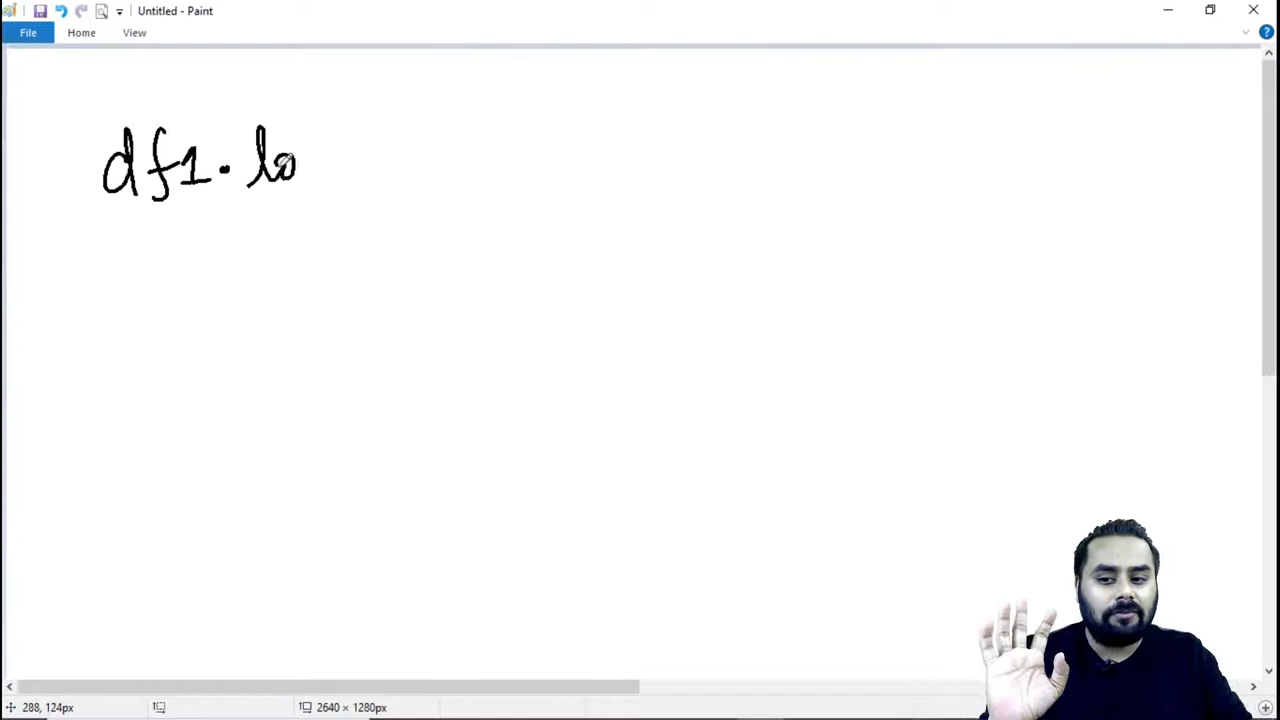 Untitled - Paint
File Home View
df1.lo
288, 124px 2640 × 1280px